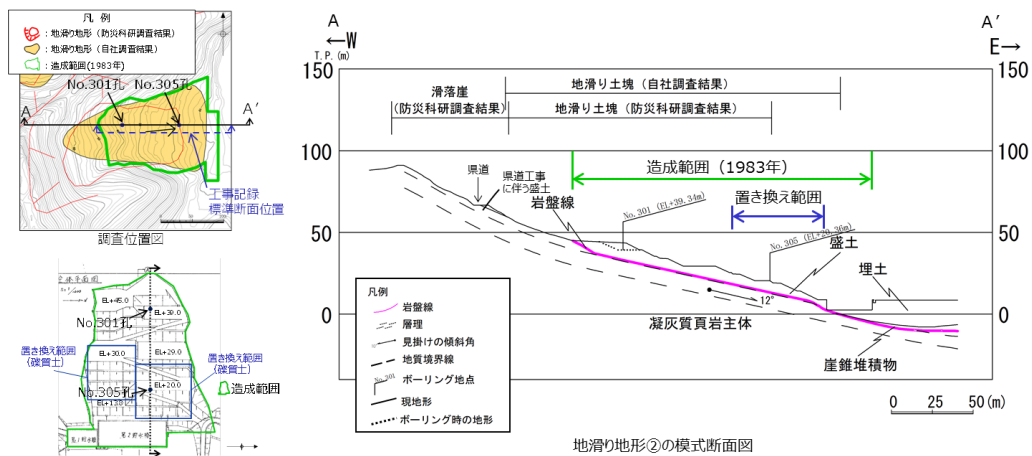 凡 例
：地滑り地形（防災科研調査結果）
：地滑り地形（自社調査結果）
：造成範囲(1983年)
No.301孔 No.305孔
A A′
工事記録
標準断面位置
調査位置図
EL+45.0
No.301孔
EL+39.0
置き換え範囲
（礫質土）
EL+30.0
EL+29.0
置き換え範囲
（礫質土）
No.305孔
EL+20.0
造成範囲
A A′
←W E→
T.P.(m) (m)
150 150
100 100
50 50
0 0
滑落崖
(防災科研調査結果)
地滑り土塊（自社調査結果）
地滑り土塊（防災科研調査結果）
造成範囲（1983年）
置き換え範囲
県道
県道工事
に伴う盛土
岩盤線
No.301 (EL+39.34m)
No.305 (EL+20.36m)
盛土
埋土
12°
凝灰質頁岩主体
崖錐堆積物
凡例
岩盤線
層理
見掛けの傾斜角
地質境界線
No.301
ボーリング地点
現地形
ボーリング時の地形
0 25 50(m)
地滑り地形②の模式断面図